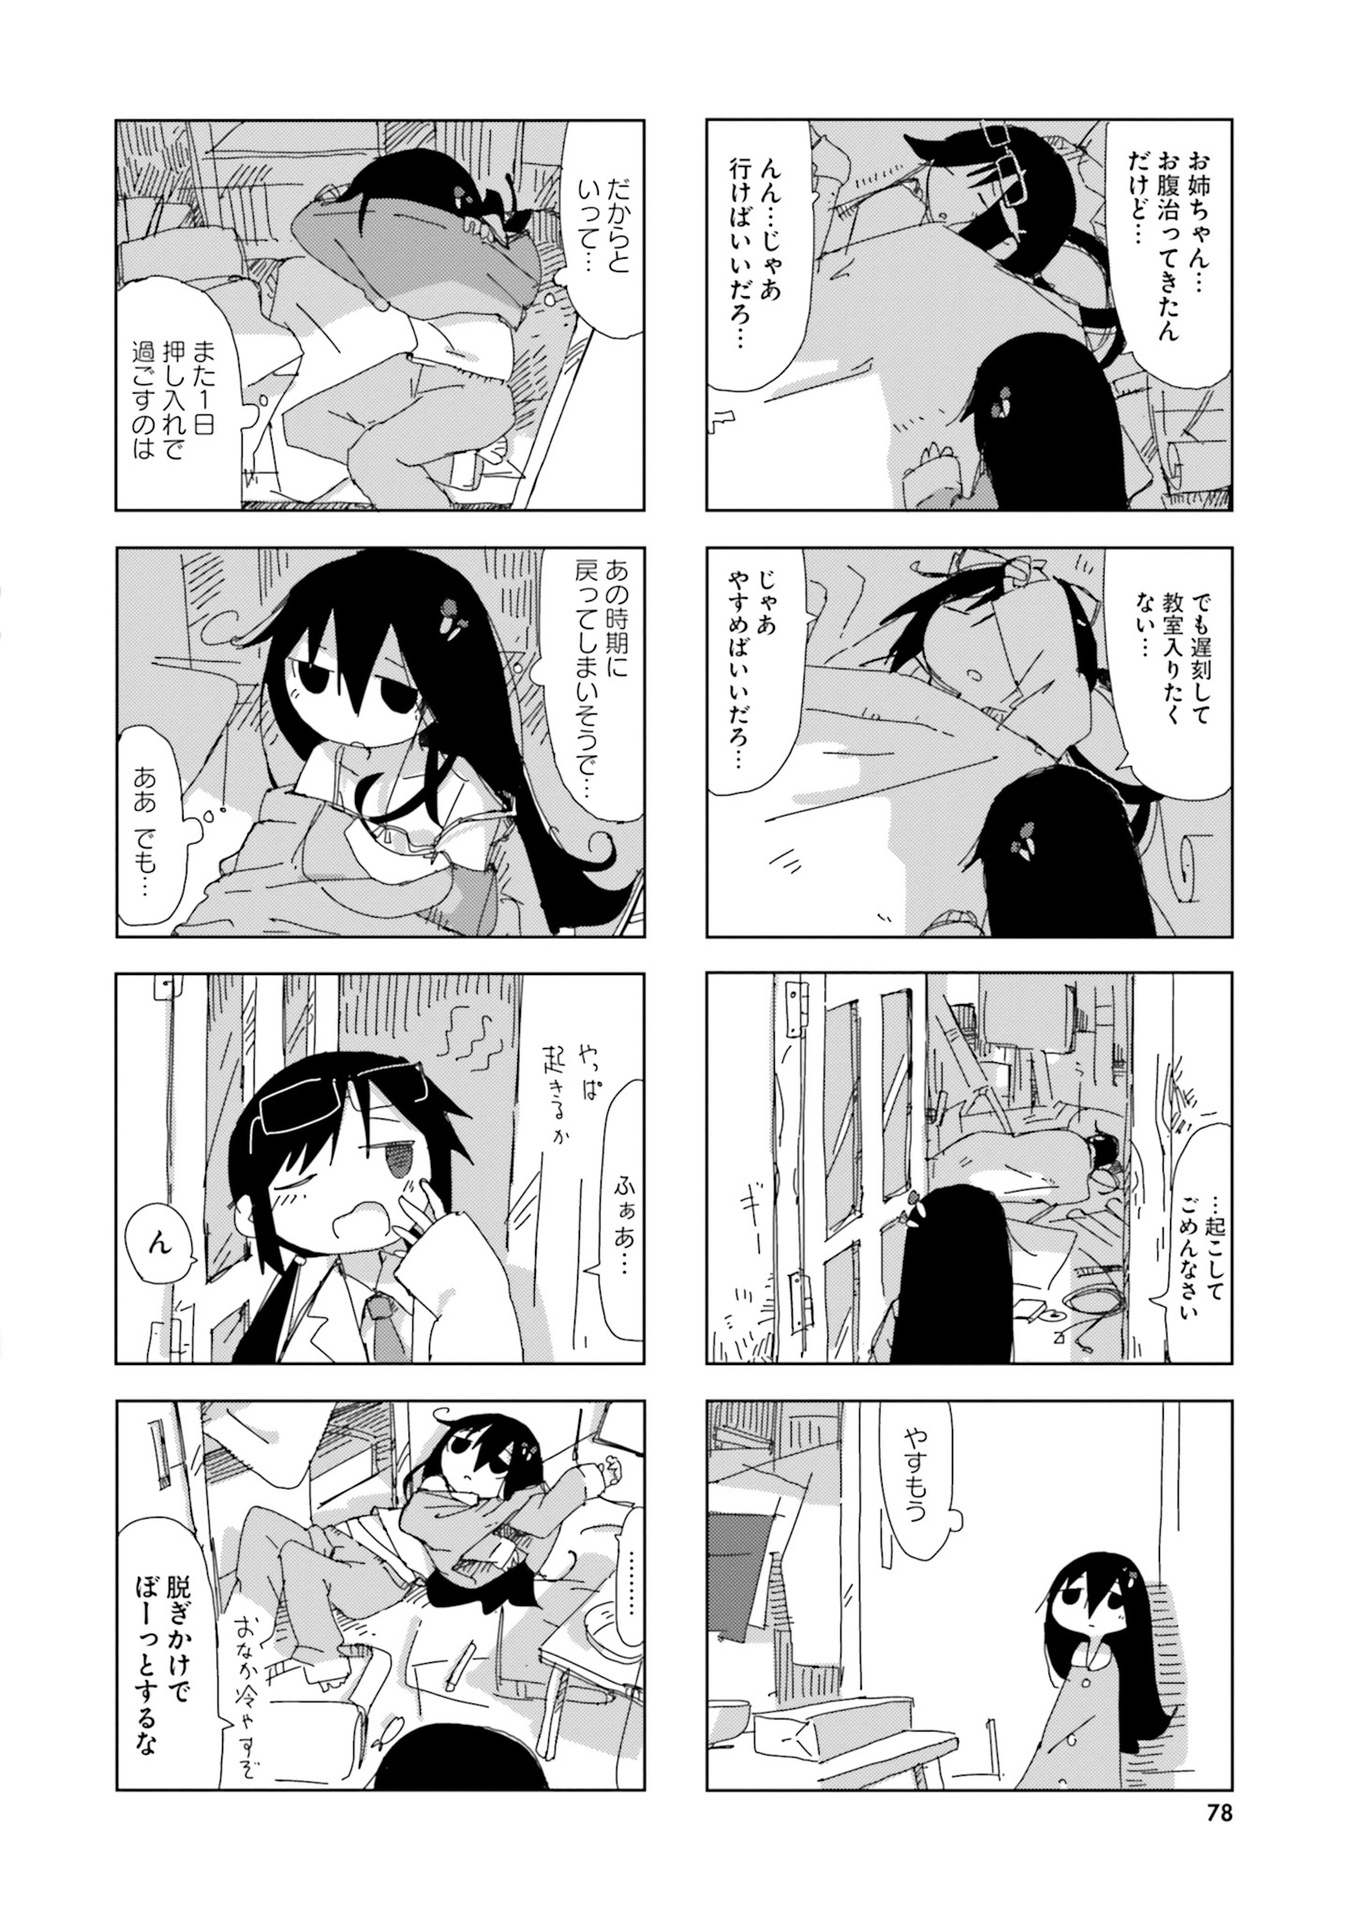 お姉ちゃん…
お腹治ってきたん
だけど…
んん…じゃあ
行けばいいだろ…
でも遅刻して
教室入りたく
ない…
じゃあ
やすめばいいだろ…
…起こして
ごめんなさい
ギ…
やすもう
だからと
いって…
また1日
押し入れで
過ごすのは
あの時期に
戻ってしまいそうで…
ああ でも…
やっぱ
起きるか
ふぁあ…
ん
………
脱ぎかけで
ぼーっとするな
おなか冷やすぞ
78